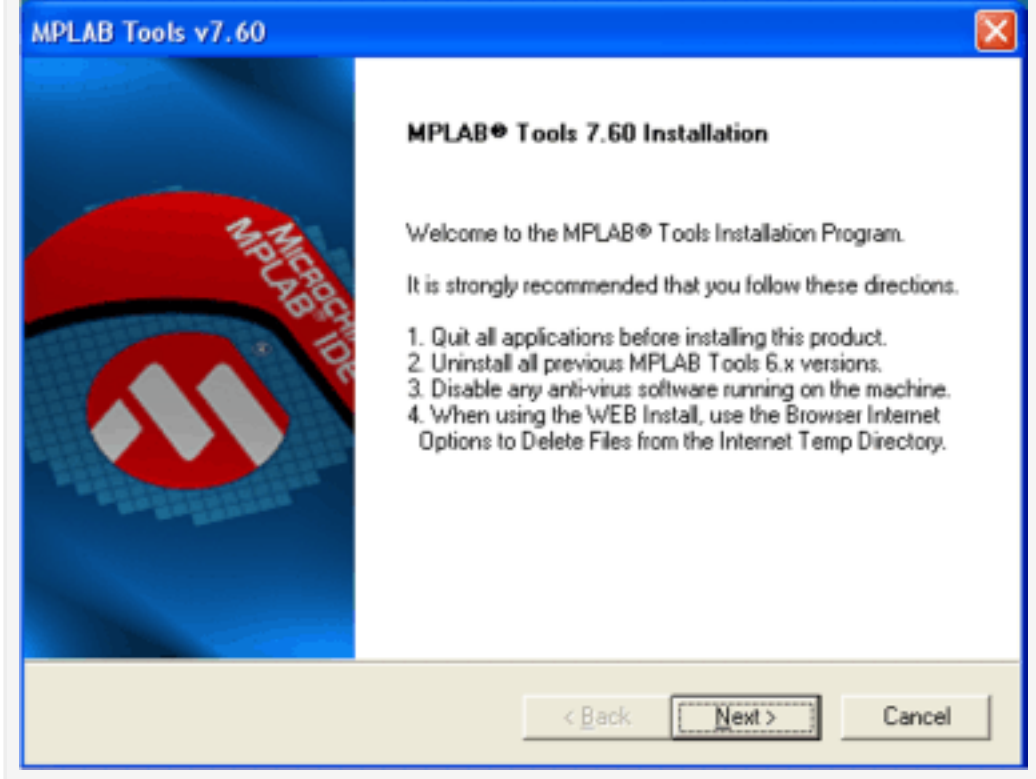 MPLAB Tools v7.60
MPLAB® Tools 7.60 Installation
Welcome to the MPLAB® Tools Installation Program.
It is strongly recommended that you follow these directions.
1. Quit all applications before installing this product.
2. Uninstall all previous MPLAB Tools 6.x versions.
3. Disable any anti-virus software running on the machine.
4. When using the WEB Install, use the Browser Internet
Options to Delete Files from the Internet Temp Directory.
MICROCHIP
MPLAB® IDE
®
< Back
Next >
Cancel